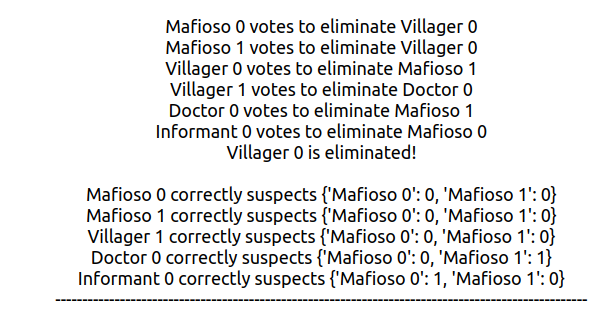 Mafioso 0 votes to eliminate Villager 0
Mafioso 1 votes to eliminate Villager 0
Villager 0 votes to eliminate Mafioso 1
Villager 1 votes to eliminate Doctor 0
Doctor 0 votes to eliminate Mafioso 1
Informant 0 votes to eliminate Mafioso 0
Villager 0 is eliminated!

Mafioso 0 correctly suspects {'Mafioso 0': 0, 'Mafioso 1': 0}
Mafioso 1 correctly suspects {'Mafioso 0': 0, 'Mafioso 1': 0}
Villager 1 correctly suspects {'Mafioso 0': 0, 'Mafioso 1': 0}
Doctor 0 correctly suspects {'Mafioso 0': 0, 'Mafioso 1': 1}
Informant 0 correctly suspects {'Mafioso 0': 1, 'Mafioso 1': 0}
----------------------------------------------------------------------------------------------------